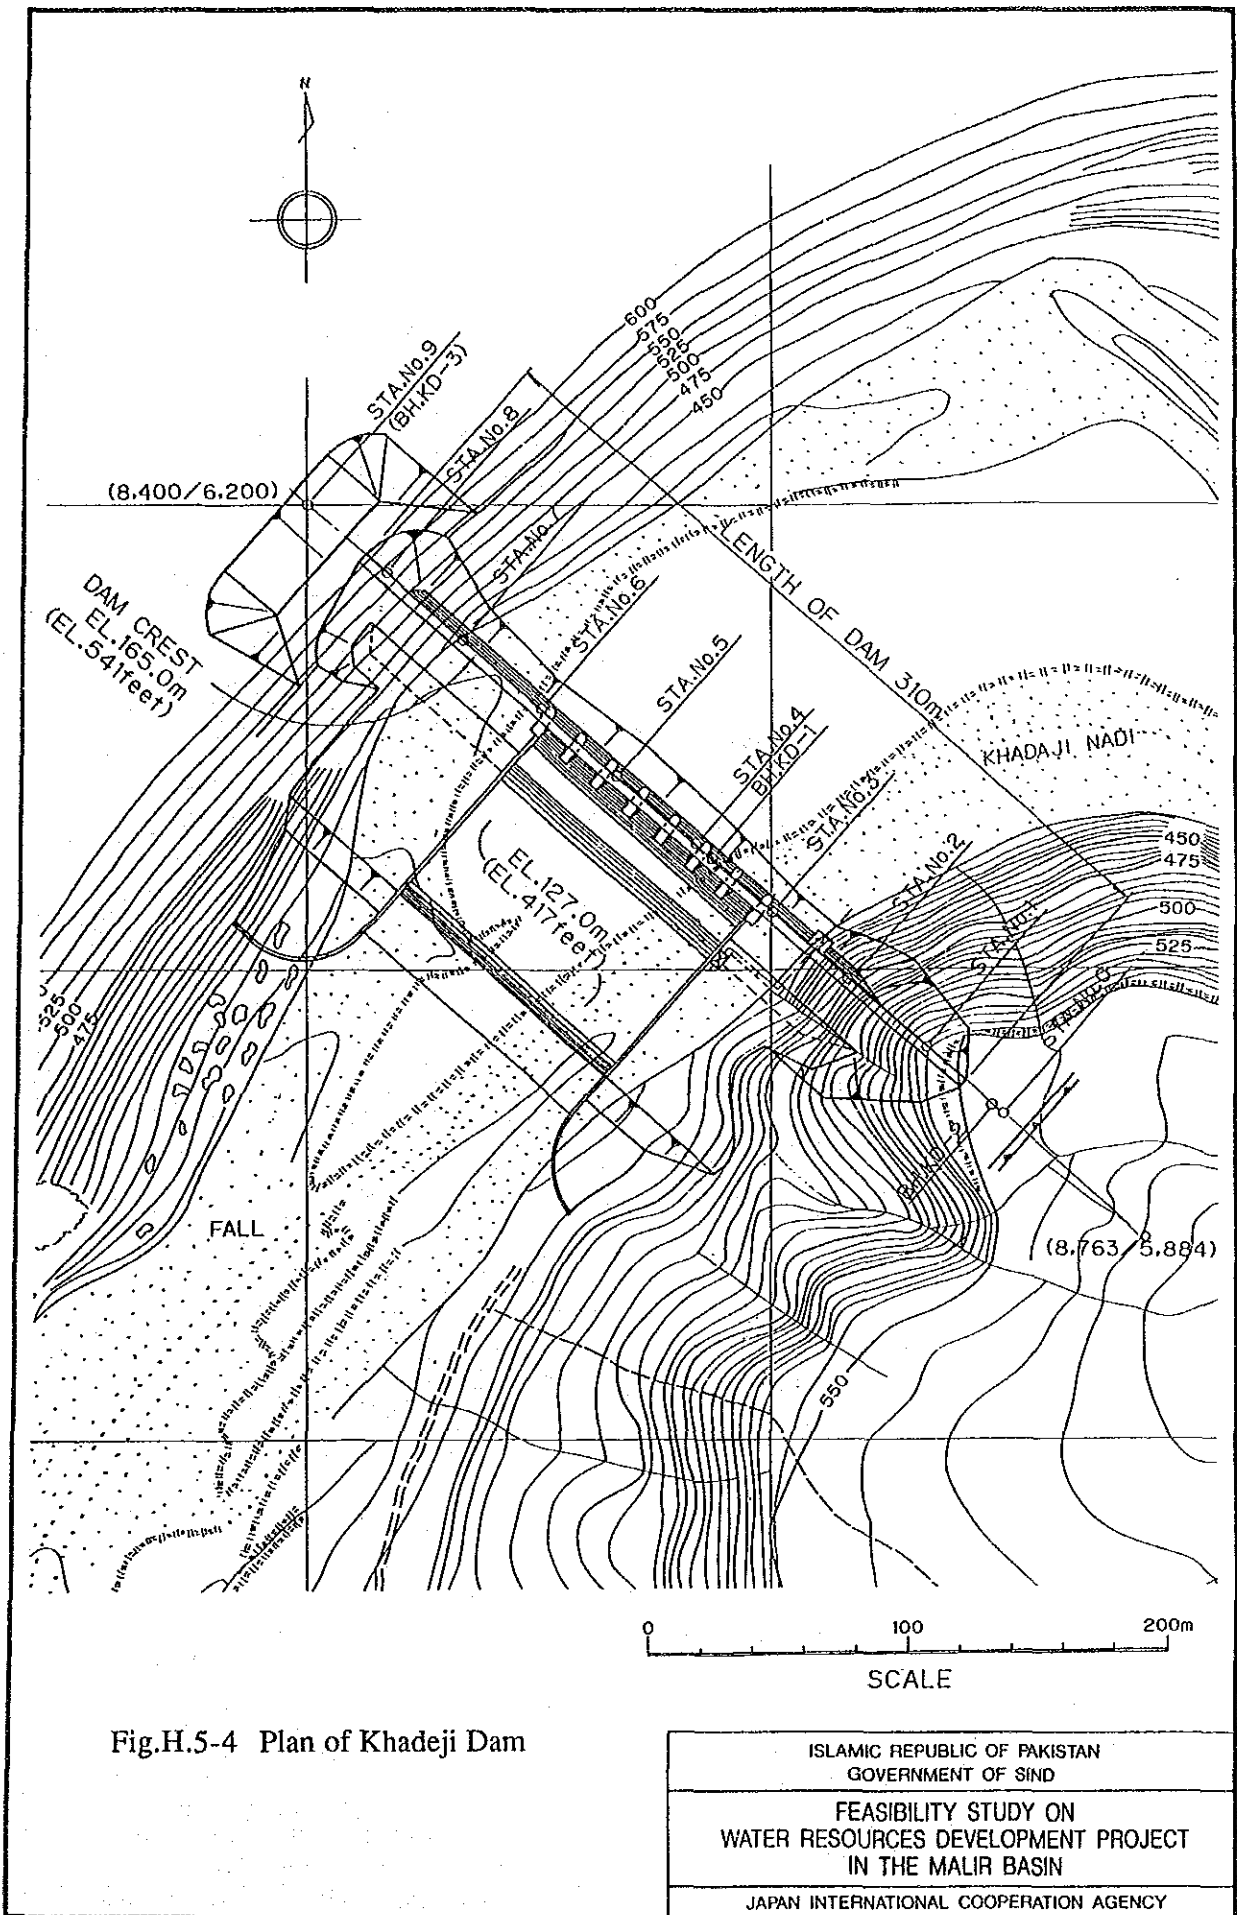 N
600
575
550
525
500
475
450
STA.No.9
(BH.KD-3)
STA.No.8
(8.400/6.200)
STA.No.
STA.No.6
LENGTH OF DAM 310m
DAM CREST
EL.165.0m
(EL.541feet)
STA.No.5
STA.No.4
BH.KD-1
STA.No.3
KHADAJI NADI
STA.No.2
450
475
500
525
STA.No.1
EL.127.0m
(EL.417feet)
525
500
475
FALL
(8.763/5.884)
550
0
100
200m
SCALE
Fig.H.5-4 Plan of Khadeji Dam
ISLAMIC REPUBLIC OF PAKISTAN
GOVERNMENT OF SIND
FEASIBILITY STUDY ON
WATER RESOURCES DEVELOPMENT PROJECT
IN THE MALIR BASIN
JAPAN INTERNATIONAL COOPERATION AGENCY